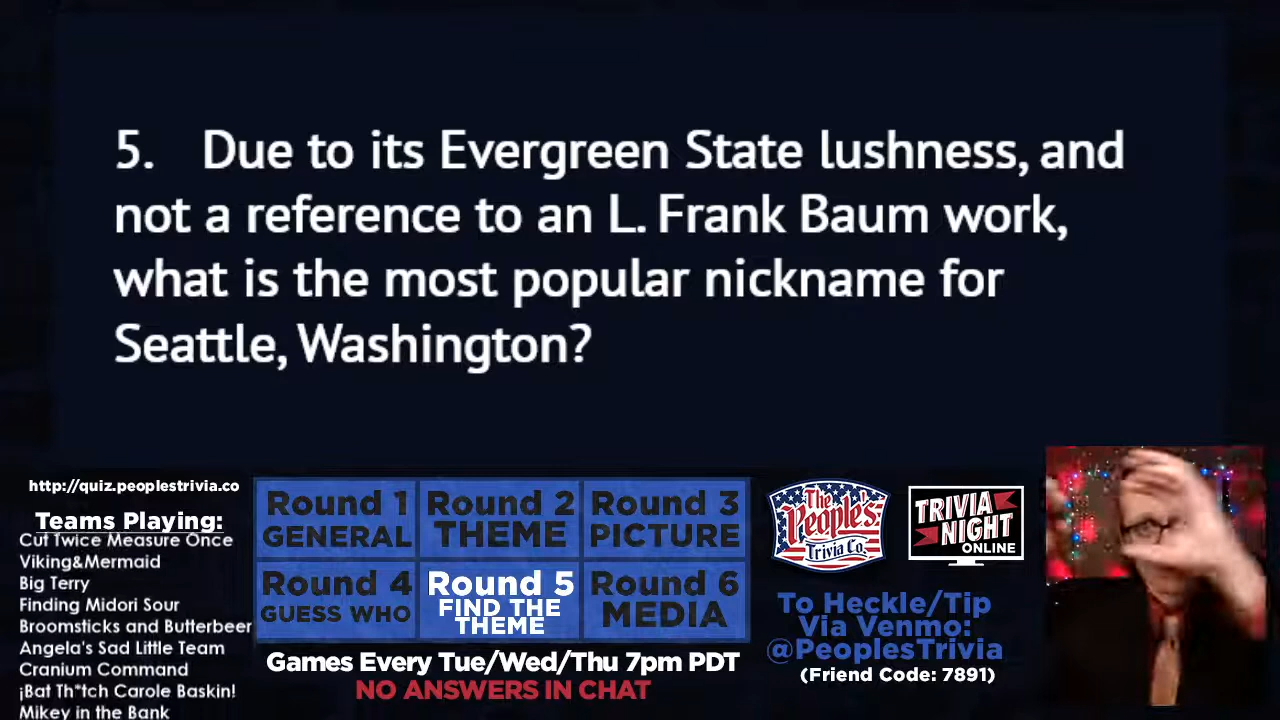 5. Due to its Evergreen State lushness, and
not a reference to an L. Frank Baum work,
what is the most popular nickname for
Seattle, Washington?
http://quiz.peoplestrivia.co
Teams Playing:
Cut Twice Measure Once
Viking&Mermaid
Big Terry
Finding Midori Sour
Broomsticks and Butterbeer
Angela's Sad Little Team
Cranium Command
¡Bat Th*tch Carole Baskin!
Mikey in the Bank
Round 1
GENERAL
Round 2
THEME
Round 3
PICTURE
Round 4
GUESS WHO
Round 5
FIND THE
THEME
Round 6
MEDIA
Games Every Tue/Wed/Thu 7pm PDT
NO ANSWERS IN CHAT
The
People's
Trivia Co.
TRIVIA
NIGHT
ONLINE
To Heckle/Tip
Via Venmo:
@PeoplesTrivia
(Friend Code: 7891)